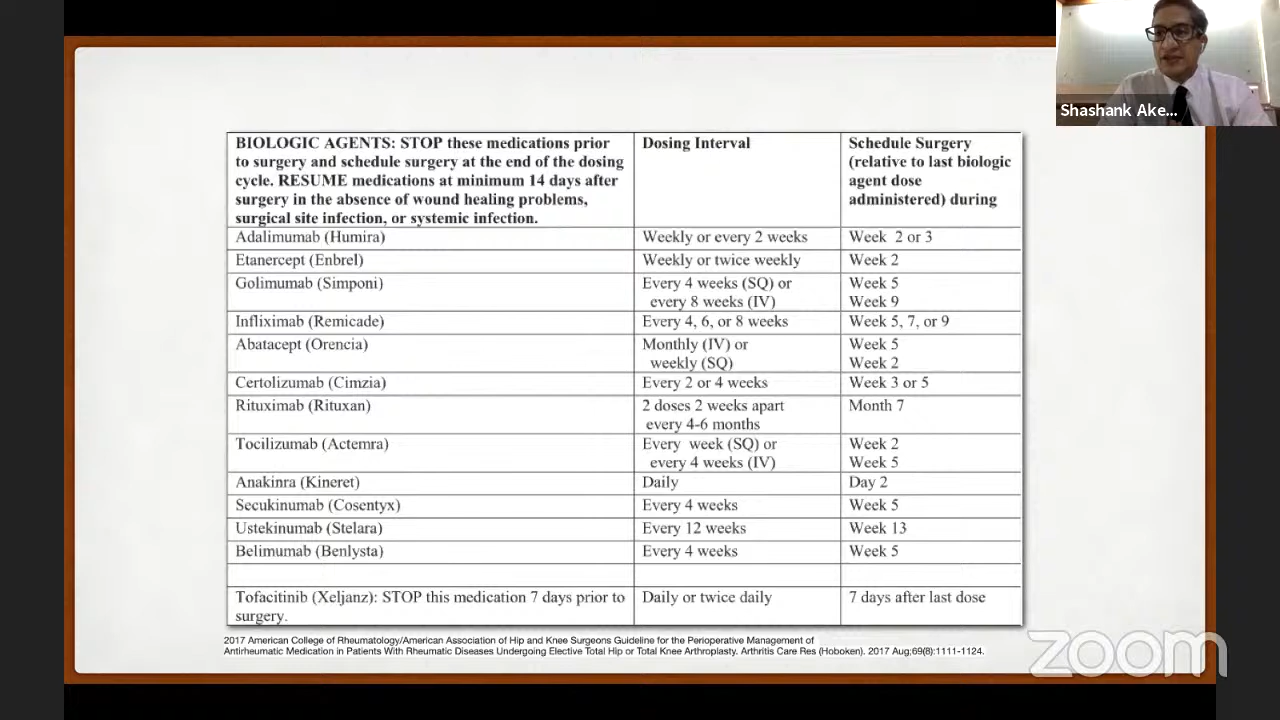 Shashank Ake...
BIOLOGIC AGENTS: STOP these medications prior
to surgery and schedule surgery at the end of the dosing
cycle. RESUME medications at minimum 14 days after
surgery in the absence of wound healing problems,
surgical site infection, or systemic infection.
Dosing Interval
Schedule Surgery
(relative to last biologic
agent dose
administered) during
Adalimumab (Humira)
Weekly or every 2 weeks
Week 2 or 3
Etanercept (Enbrel)
Weekly or twice weekly
Week 2
Golimumab (Simponi)
Every 4 weeks (SQ) or
every 8 weeks (IV)
Week 5
Week 9
Infliximab (Remicade)
Every 4, 6, or 8 weeks
Week 5, 7, or 9
Abatacept (Orencia)
Monthly (IV) or
weekly (SQ)
Week 5
Week 2
Certolizumab (Cimzia)
Every 2 or 4 weeks
Week 3 or 5
Rituximab (Rituxan)
2 doses 2 weeks apart
every 4-6 months
Month 7
Tocilizumab (Actemra)
Every week (SQ) or
every 4 weeks (IV)
Week 2
Week 5
Anakinra (Kineret)
Daily
Day 2
Secukinumab (Cosentyx)
Every 4 weeks
Week 5
Ustekinumab (Stelara)
Every 12 weeks
Week 13
Belimumab (Benlysta)
Every 4 weeks
Week 5
Tofacitinib (Xeljanz): STOP this medication 7 days prior to
surgery.
Daily or twice daily
7 days after last dose
2017 American College of Rheumatology/American Association of Hip and Knee Surgeons Guideline for the Perioperative Management of
Antirheumatic Medication in Patients With Rheumatic Diseases Undergoing Elective Total Hip or Total Knee Arthroplasty. Arthritis Care Res (Hoboken). 2017 Aug;69(8):1111-1124.
zoom